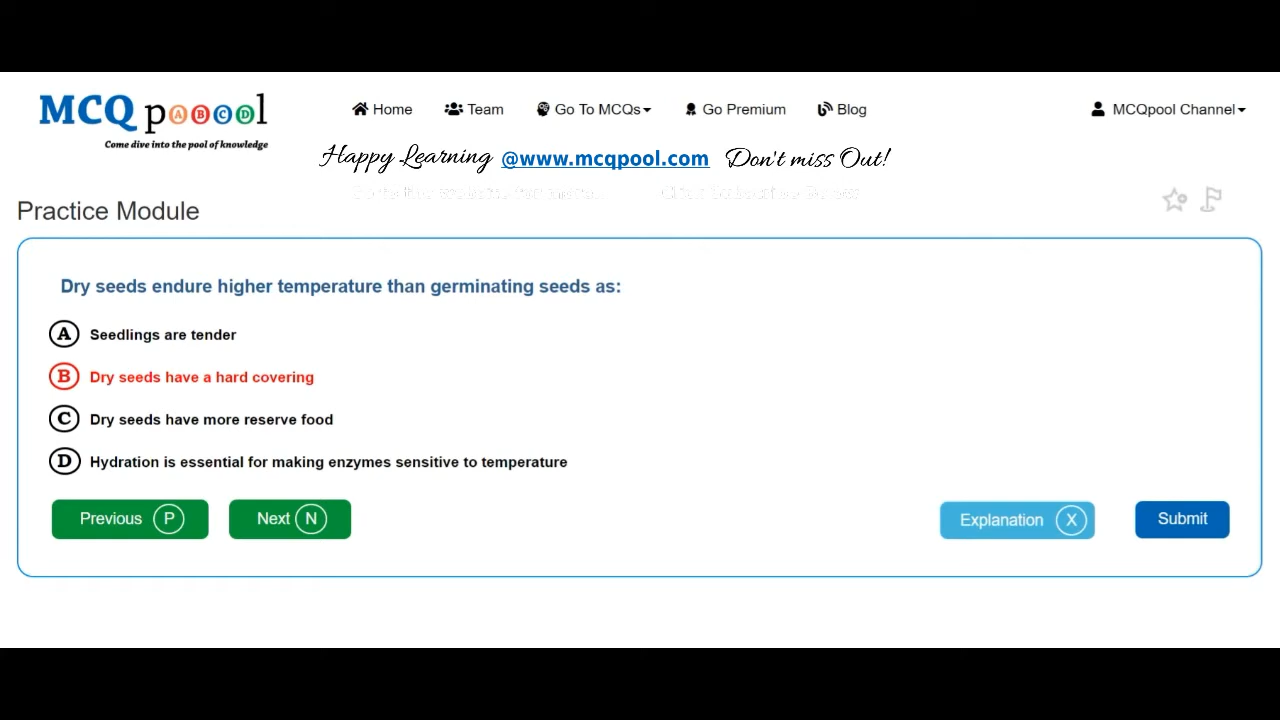 MCQ pABCDl
Come dive into the pool of knowledge
Home Team Go To MCQs Go Premium Blog MCQpool Channel
Happy Learning @www.mcqpool.com Don't miss Out!
Practice Module
Dry seeds endure higher temperature than germinating seeds as:
A Seedlings are tender
B Dry seeds have a hard covering
C Dry seeds have more reserve food
D Hydration is essential for making enzymes sensitive to temperature
Previous P Next N Explanation X Submit